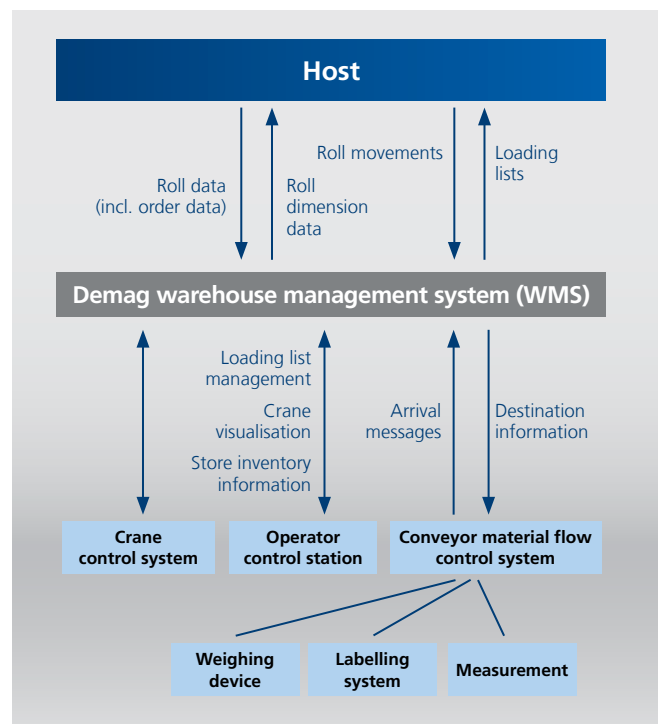 Host
Roll movements
Loading
lists
Roll data
(incl. order data)
Roll
dimension
data
Demag warehouse management system (WMS)
Loading list
management
Crane
visualisation
Store inventory
information
Arrival
messages
Destination
information
Crane
control system
Operator
control station
Conveyor material flow
control system
Weighing
device
Labelling
system
Measurement